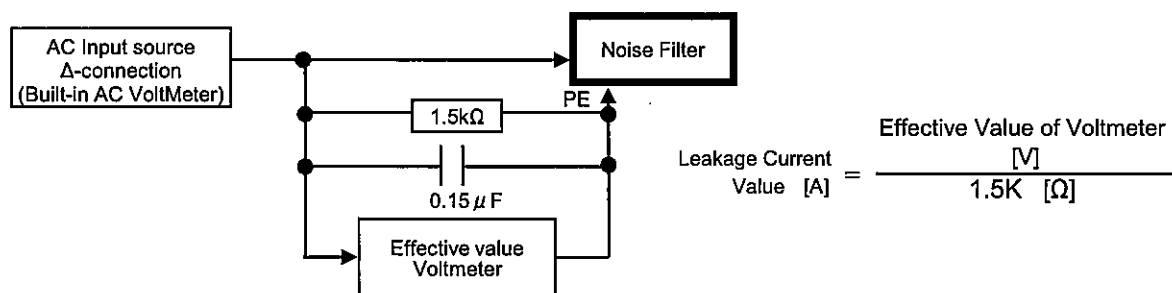 AC Input source
Δ-connection
(Built-in AC VoltMeter)
Noise Filter
PE
1.5kΩ
0.15μF
Effective value
Voltmeter
Leakage Current
Value [A]
=
Effective Value of Voltmeter
[V]
1.5K [Ω]